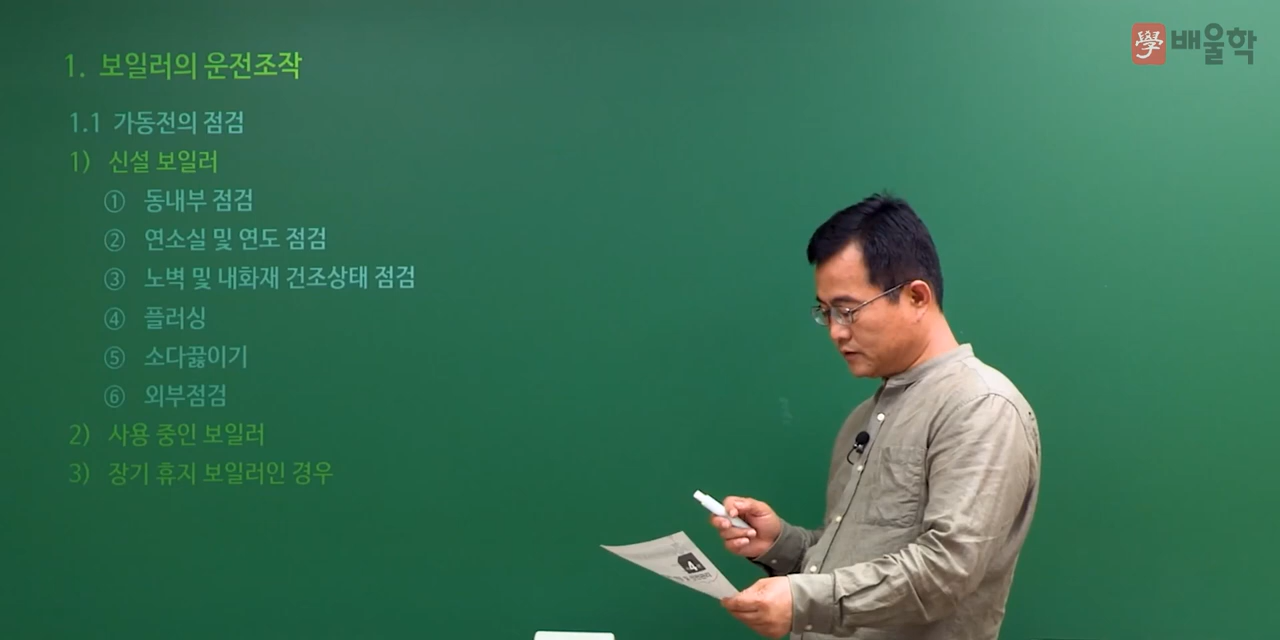 1. 보일러의 운전조작
學 배울학
1.1 가동전의 점검
1) 신설 보일러
① 동내부 점검
② 연소실 및 연도 점검
③ 노벽 및 내화재 건조상태 점검
④ 플러싱
⑤ 소다끓이기
⑥ 외부점검
2) 사용 중인 보일러
3) 장기 휴지 보일러인 경우
4